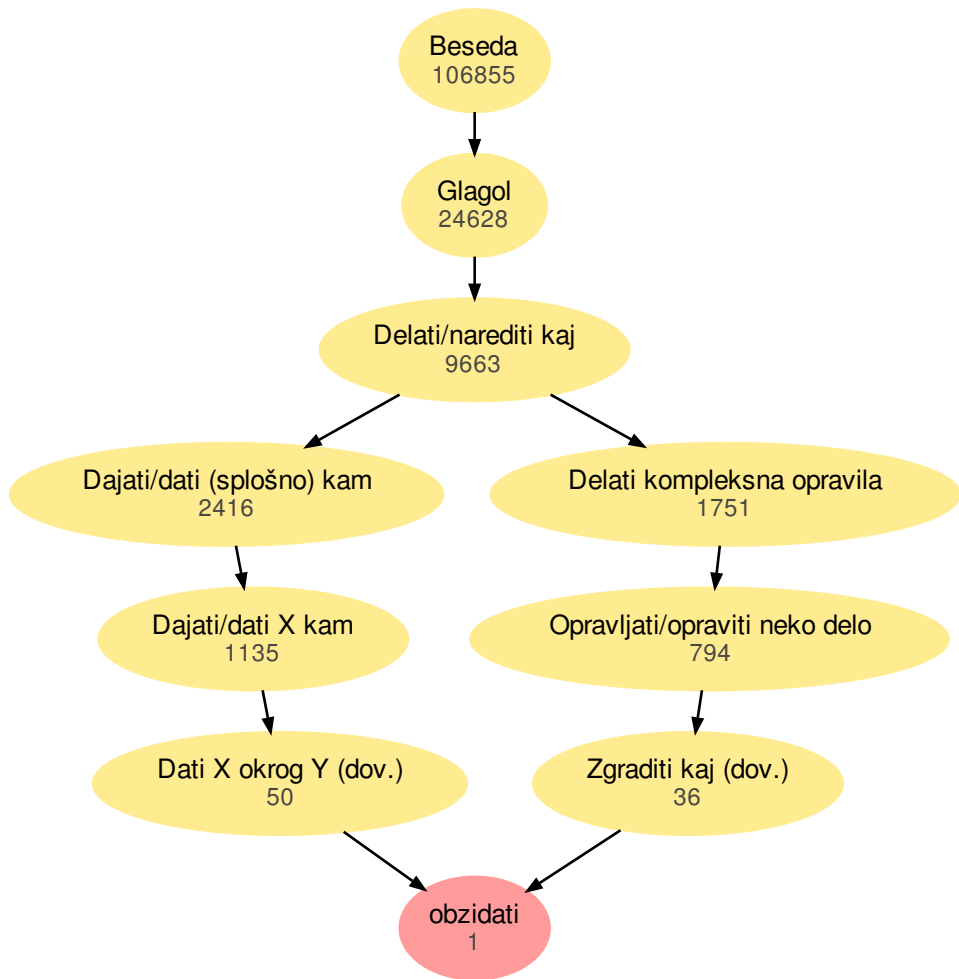 Beseda
106855
Glagol
24628
Delati/narediti kaj
9663
Dajati/dati (splošno) kam
2416
Delati kompleksna opravila
1751
Dajati/dati X kam
1135
Opravljati/opraviti neko delo
794
Dati X okrog Y (dov.)
50
Zgraditi kaj (dov.)
36
obzidati
1